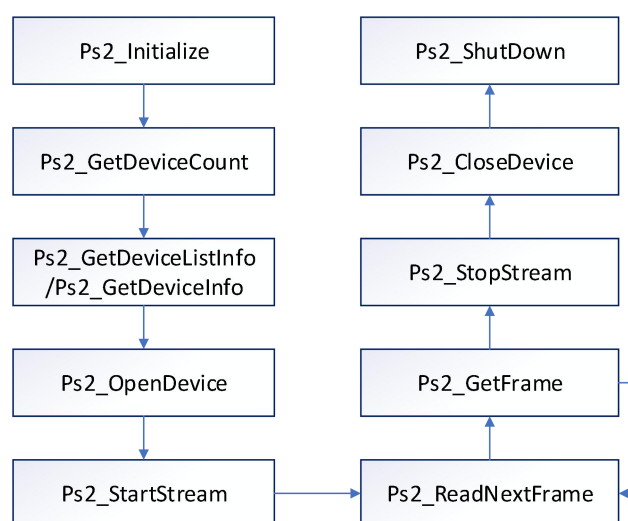 Ps2_Initialize
Ps2_GetDeviceCount
Ps2_GetDeviceListInfo
/Ps2_GetDeviceInfo
Ps2_OpenDevice
Ps2_StartStream
Ps2_ReadNextFrame
Ps2_GetFrame
Ps2_StopStream
Ps2_CloseDevice
Ps2_ShutDown